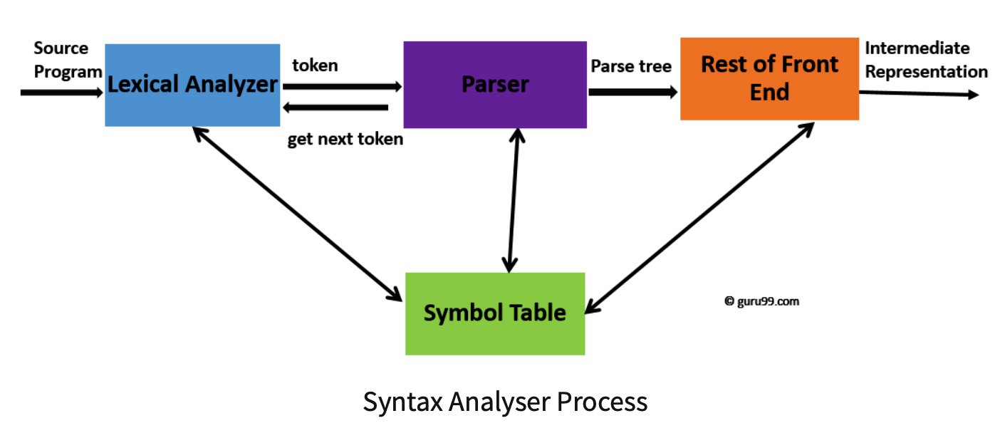 Source
Program
Lexical Analyzer
token
get next token
Parser
Parse tree
Rest of Front
End
Intermediate
Representation
Symbol Table
© guru99.com
Syntax Analyser Process